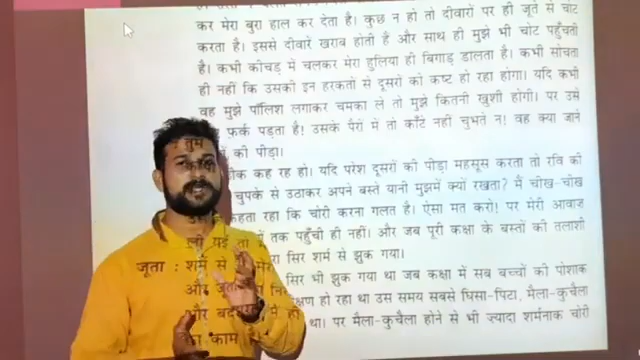 कर मेरा बुरा हाल कर देता है। कुछ न हो तो दीवारों पर ही जूते से चोट
करता है। इससे दीवारें खराब होती है और साथ ही मुझे भी चोट पहुँचती
है। कभी कीचड़ में चलकर मेरा हुलिया ही बिगाड़ डालता है। कभी सोचता
ही नहीं कि उसकी इन हरकतों से दूसरों को कष्ट हो रहा होगा। यदि कभी
वह मुझे पॉलिश लगाकर चमका ले तो मुझे कितनी खुशी होगी। पर उसे
फ़र्क पड़ता है! उसके पैरों में तो काँटे नहीं चुभते न! वह क्या जाने
की पीड़ा।
कह रह हो। यदि परेश दूसरों की पीड़ा महसूस करता तो रवि की
चुपके से उठाकर अपने बस्ते यानी मुझमें क्यों रखता? मैं चीख-चीख
कहता रहा कि चोरी करना गलत है। ऐसा मत करो! पर मेरी आवाज़
तक पहुँची ही नहीं। और जब पूरी कक्षा के बस्तों की तलाशी
सिर शर्म से झुक गया।
जूता : शर्म से सिर भी झुक गया था जब कक्षा में सब बच्चों की पोशाक
और हो रहा था उस समय सबसे घिसा-पिटा, मैला-कुचैला
और था। पर मैला-कुचैला होने से भी ज्यादा शर्मनाक चोरी
का काम